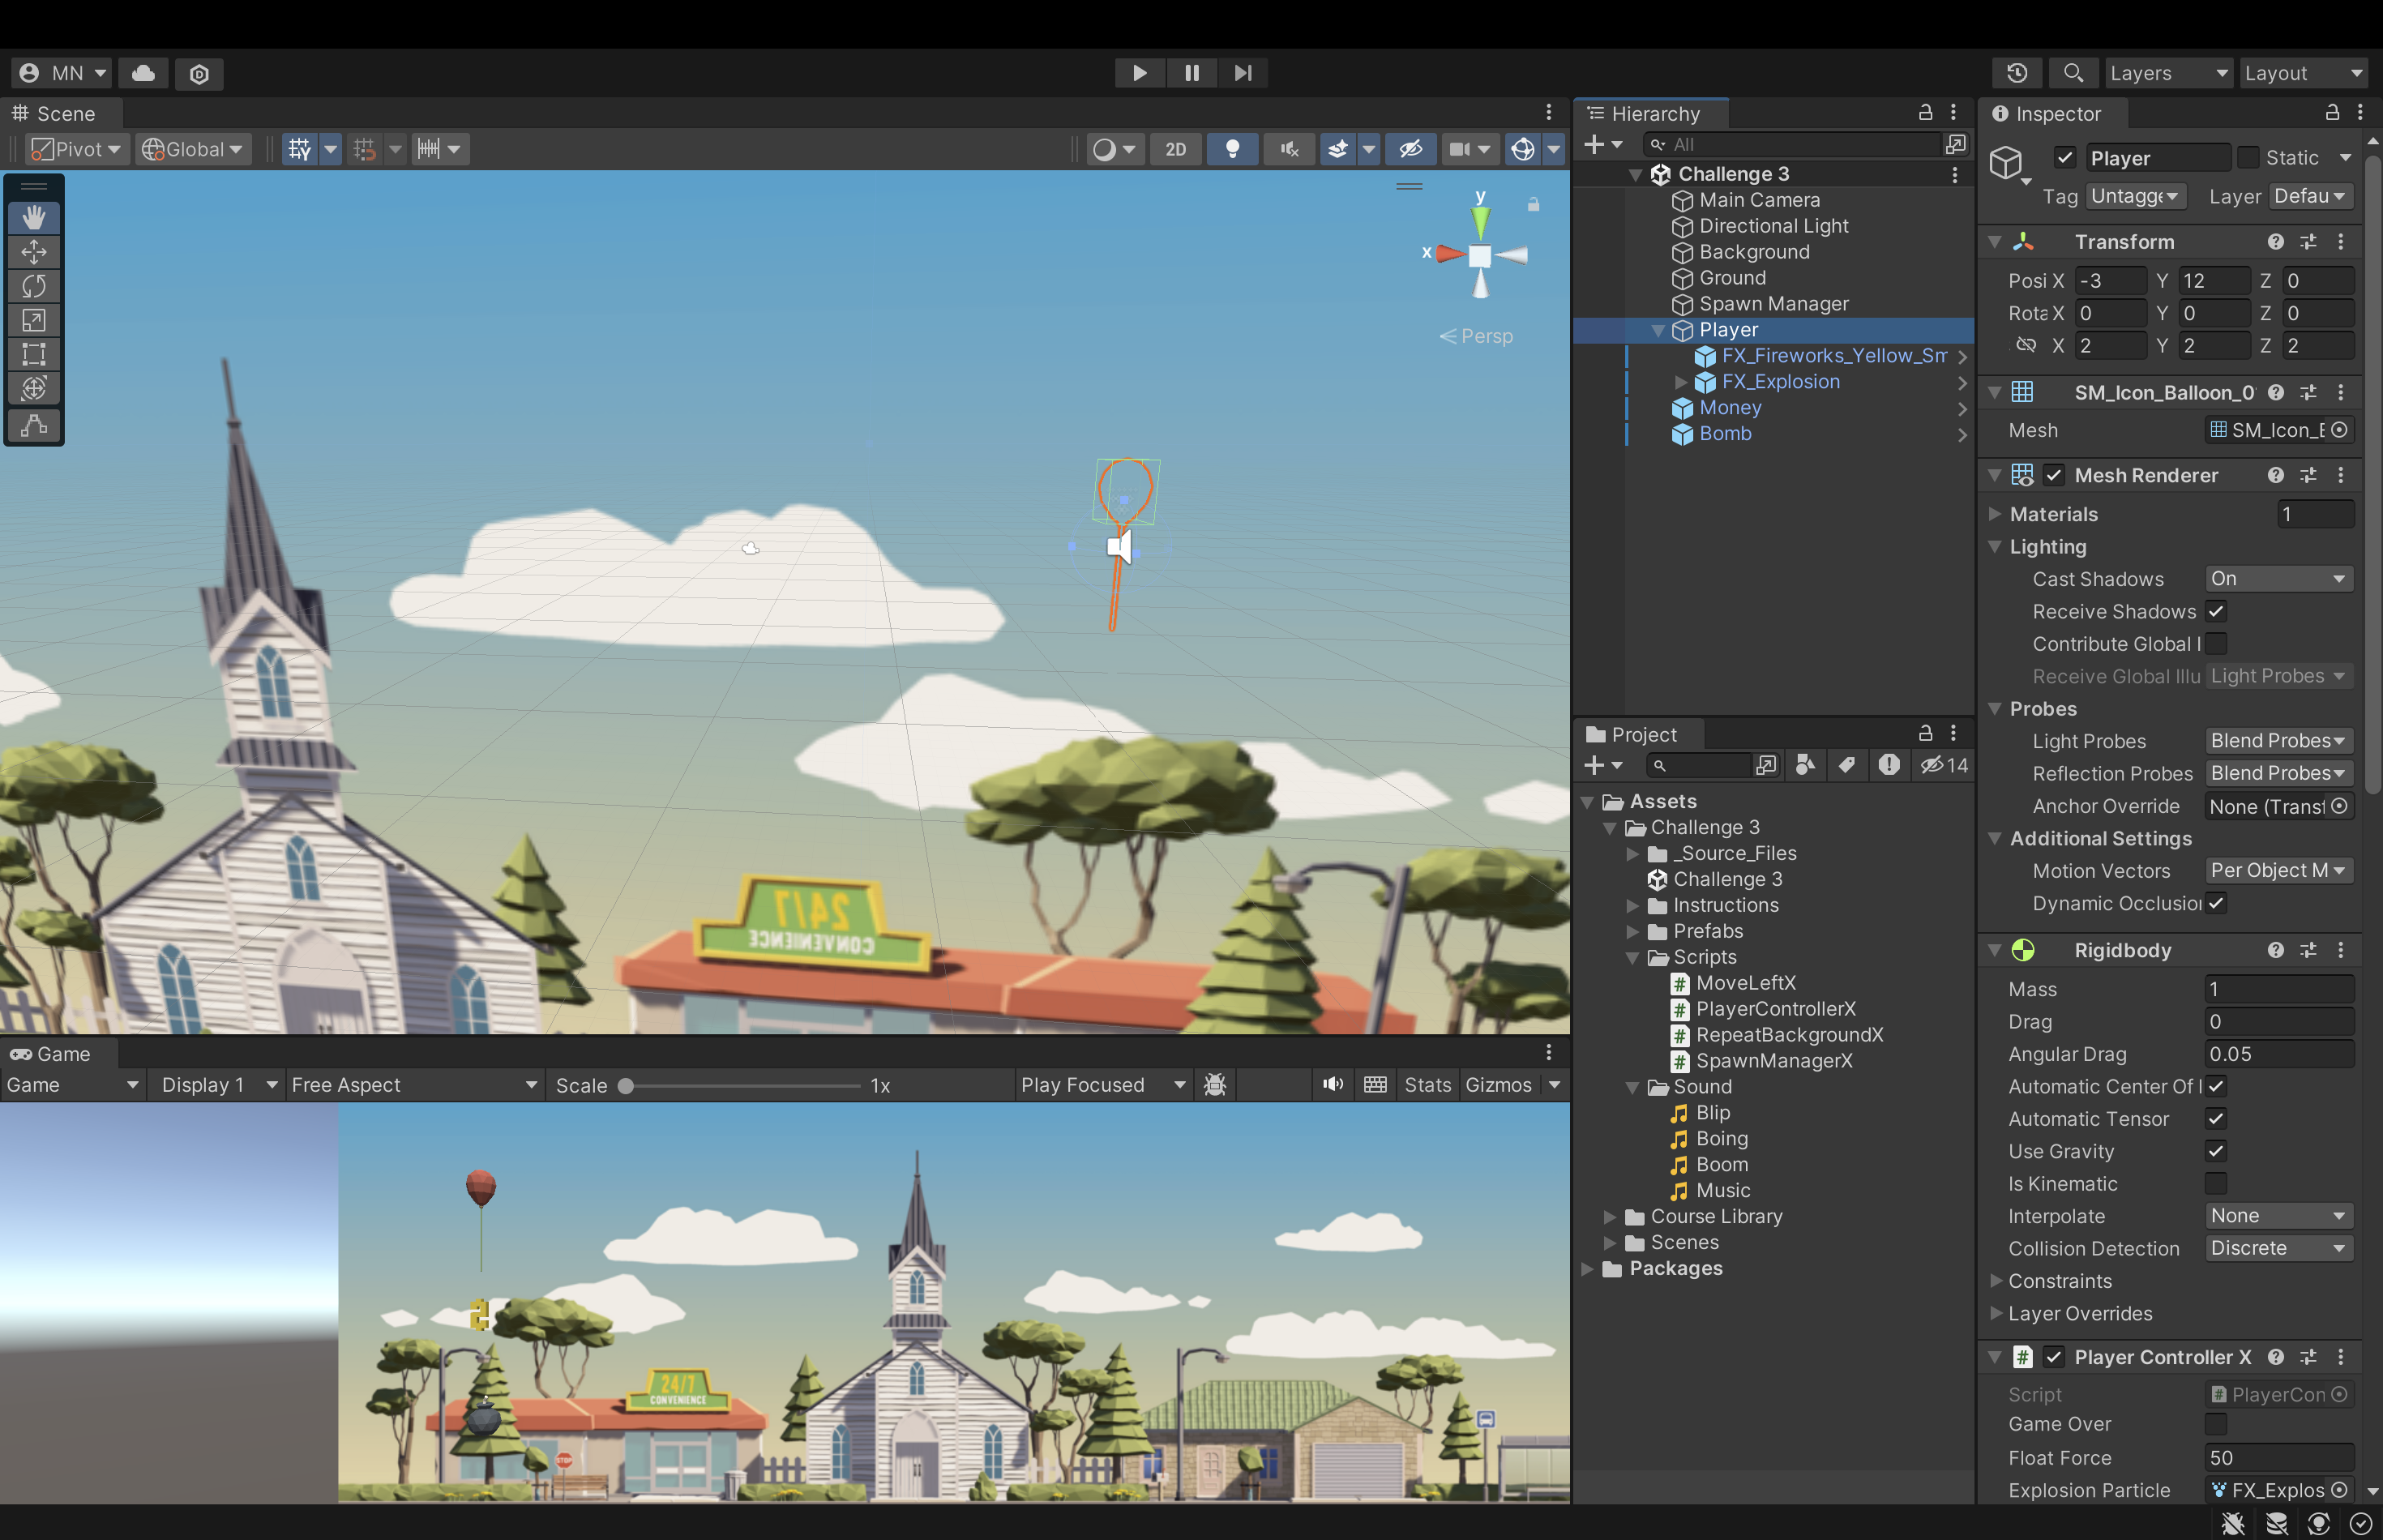 MN
Layers
Layout
Scene
Pivot
Global
2D
y
x
Persp
24/7
CONVENIENCE
Game
Game
Display 1
Free Aspect
Scale
1x
Play Focused
Stats
Gizmos
24/7
CONVENIENCE
STOP
Hierarchy
All
Challenge 3
Main Camera
Directional Light
Background
Ground
Spawn Manager
Player
FX_Fireworks_Yellow_Sm
FX_Explosion
Money
Bomb
Project
14
Assets
Challenge 3
_Source_Files
Challenge 3
Instructions
Prefabs
Scripts
MoveLeftX
PlayerControllerX
RepeatBackgroundX
SpawnManagerX
Sound
Blip
Boing
Boom
Music
Course Library
Scenes
Packages
Inspector
Player
Static
Tag Untagge Layer Defau
Transform
Posi X -3 Y 12 Z 0
Rota X 0 Y 0 Z 0
X 2 Y 2 Z 2
SM_Icon_Balloon_0
Mesh SM_Icon_E
Mesh Renderer
Materials 1
Lighting
Cast Shadows On
Receive Shadows
Contribute Global I
Receive Global Illu Light Probes
Probes
Light Probes Blend Probes
Reflection Probes Blend Probes
Anchor Override None (Transf
Additional Settings
Motion Vectors Per Object M
Dynamic Occlusion
Rigidbody
Mass 1
Drag 0
Angular Drag 0.05
Automatic Center Of
Automatic Tensor
Use Gravity
Is Kinematic
Interpolate None
Collision Detection Discrete
Constraints
Layer Overrides
Player Controller X
Script PlayerCon
Game Over
Float Force 50
Explosion Particle FX_Explos